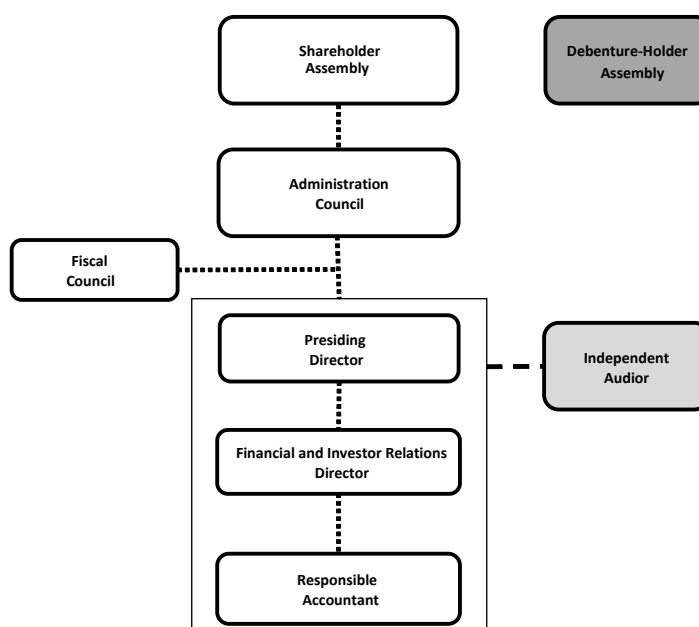 Shareholder
Assembly
Debenture-Holder
Assembly
Administration
Council
Fiscal
Council
Presiding
Director
Independent
Audior
Financial and Investor Relations
Director
Responsible
Accountant